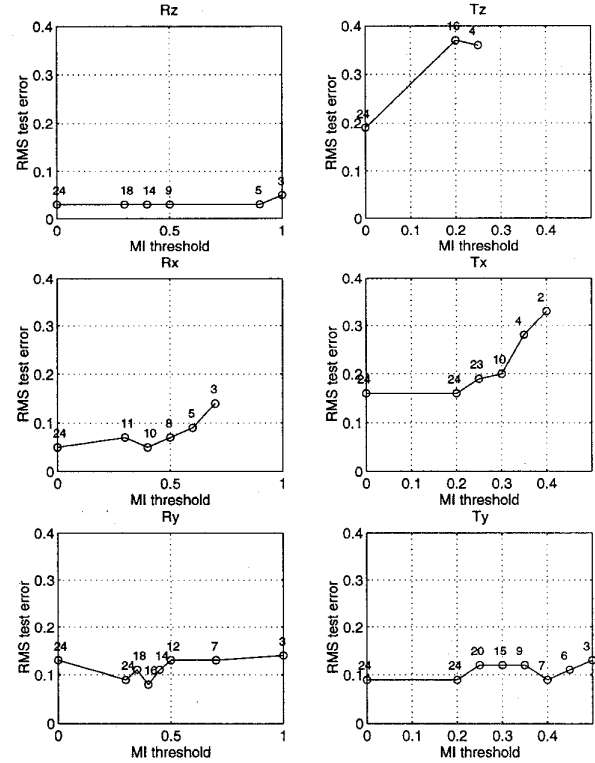 Rz
0.4
0.3
0.2
0.1
0
RMS test error
24 18 14 9 5 3
0 0.5 1
MI threshold
Tz
0.4
0.3
0.2
0.1
0
RMS test error
24 16 4
0 0.1 0.2 0.3 0.4
MI threshold
Rx
0.4
0.3
0.2
0.1
0
RMS test error
24 11 10 8 5 3
0 0.5 1
MI threshold
Tx
0.4
0.3
0.2
0.1
0
RMS test error
24 24 23 10 4 2
0 0.1 0.2 0.3 0.4
MI threshold
Ry
0.4
0.3
0.2
0.1
0
RMS test error
24 24 18 16 14 12 7 3
0 0.5 1
MI threshold
Ty
0.4
0.3
0.2
0.1
0
RMS test error
24 24 20 15 9 7 6 3
0 0.1 0.2 0.3 0.4 0.5
MI threshold